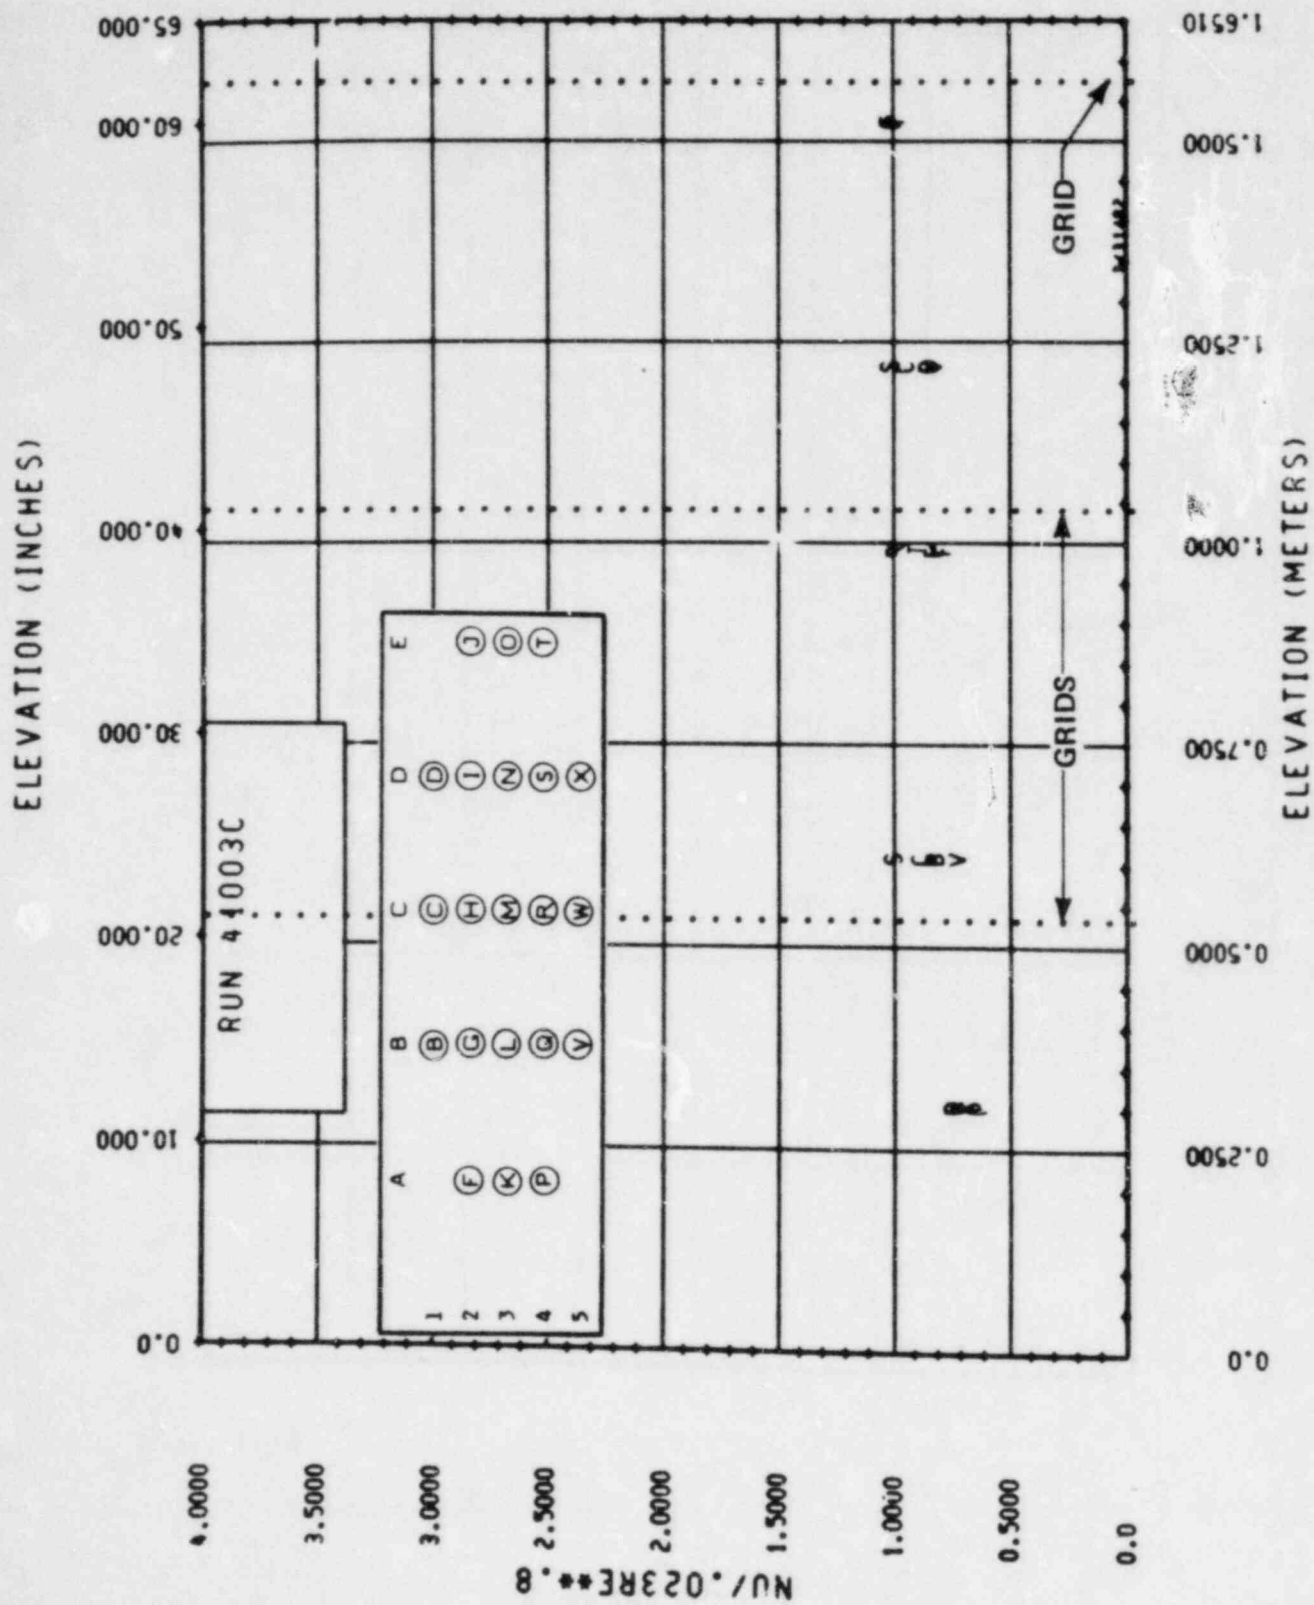 ELEVATION (INCHES)
0.0
10.000
20.000
30.000
40.000
50.000
60.000
65.000
RUN 41003C
A B C D E
1 B C D
2 F G H I J
3 K L M N O
4 P Q R S T
5 V W X
NU/.023RE**.8
4.0000
3.5000
3.0000
2.5000
2.0000
1.5000
1.0000
0.5000
0.0
S
C
B
V
S
C
GRIDS
GRID
0.0
0.2500
0.5000
0.7500
1.0000
1.2500
1.5000
1.6510
ELEVATION (METERS)